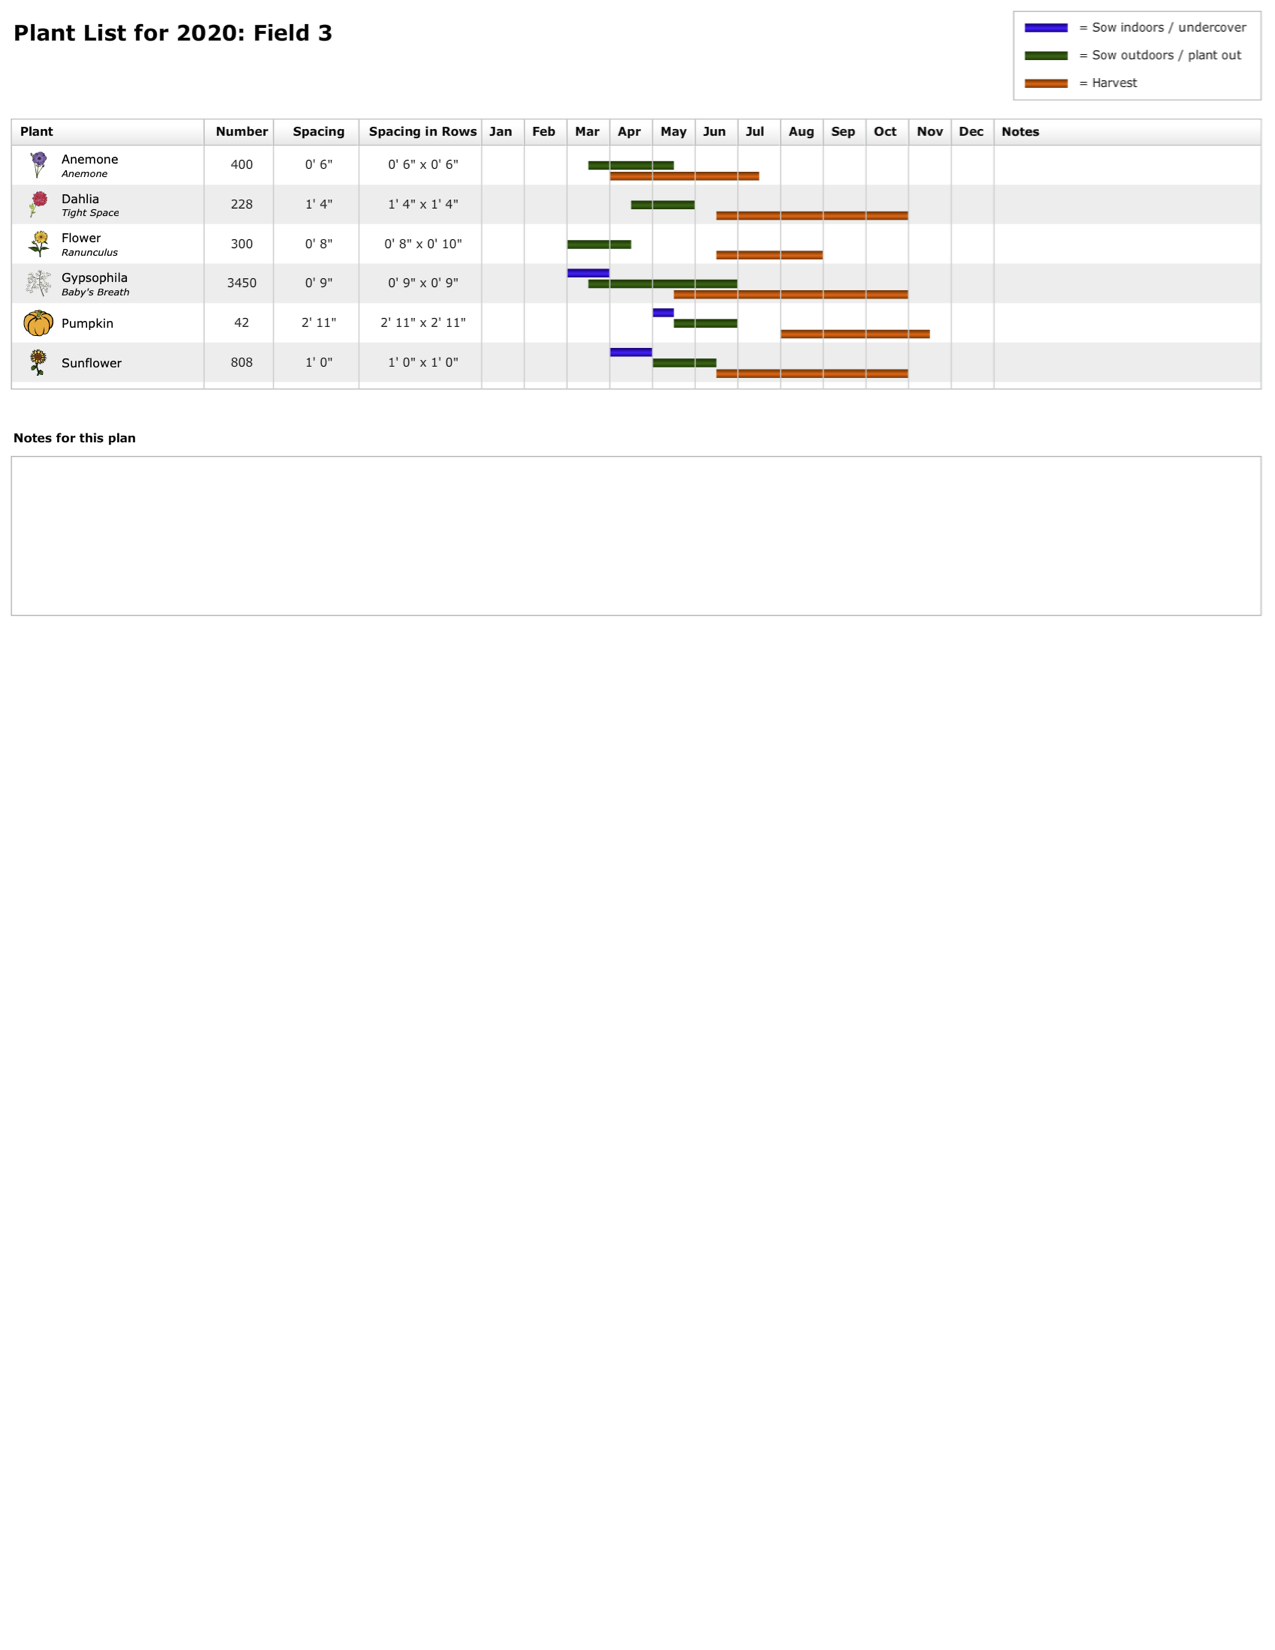 Plant List for 2020: Field 3
= Sow indoors / undercover
= Sow outdoors / plant out
= Harvest
Plant Number Spacing Spacing in Rows Jan Feb Mar Apr May Jun Jul Aug Sep Oct Nov Dec Notes
Anemone
Anemone
400 0' 6" 0' 6" x 0' 6"
Dahlia
Tight Space
228 1' 4" 1' 4" x 1' 4"
Flower
Ranunculus
300 0' 8" 0' 8" x 0' 10"
Gypsophila
Baby's Breath
3450 0' 9" 0' 9" x 0' 9"
Pumpkin 42 2' 11" 2' 11" x 2' 11"
Sunflower 808 1' 0" 1' 0" x 1' 0"
Notes for this plan